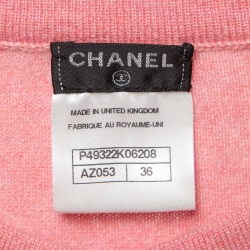 CHANEL
MADE IN UNITED KINGDOM
FABRIQUE AU ROYAUME-UNI
P49322K06208
AZ053 36